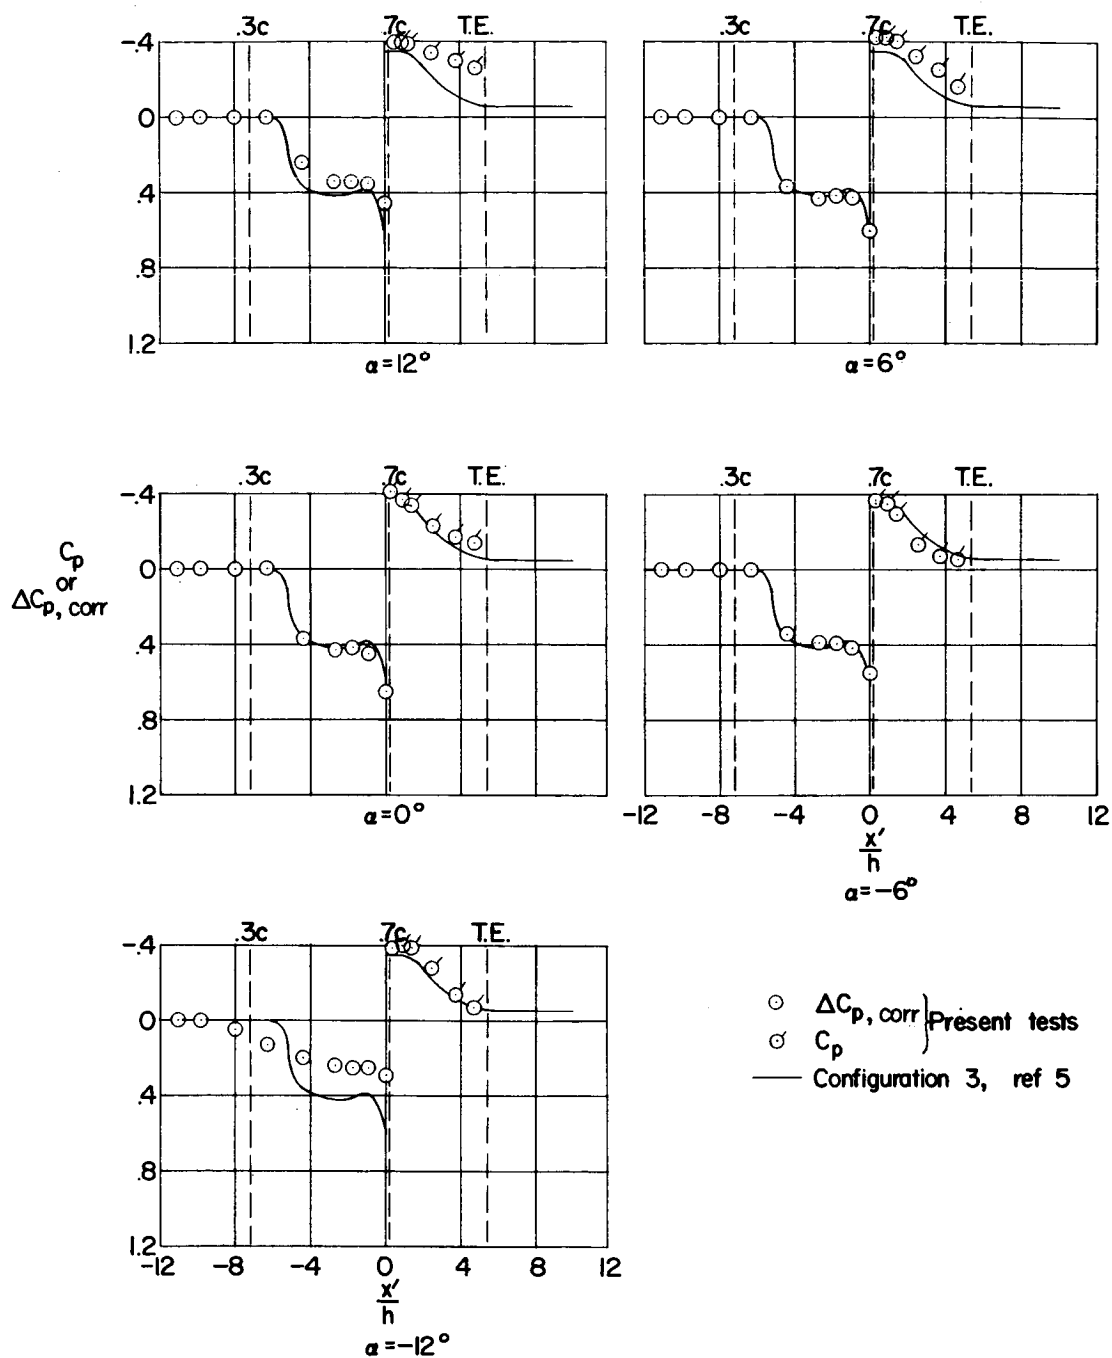 .3c .7c T.E. .3c .7c T.E.
-.4
0
.4
.8
1.2
α=12° α=6°
.3c .7c T.E. .3c .7c T.E.
-.4
0
.4
.8
1.2
Cp
or
ΔCp, corr
α=0°
-12 -8 -4 0 4 8 12
x'/h
α=-6°
.3c .7c T.E.
-.4
0
.4
.8
1.2
-12 -8 -4 0 4 8 12
x'/h
α=-12°
ΔCp, corr } Present tests
Cp
Configuration 3, ref 5